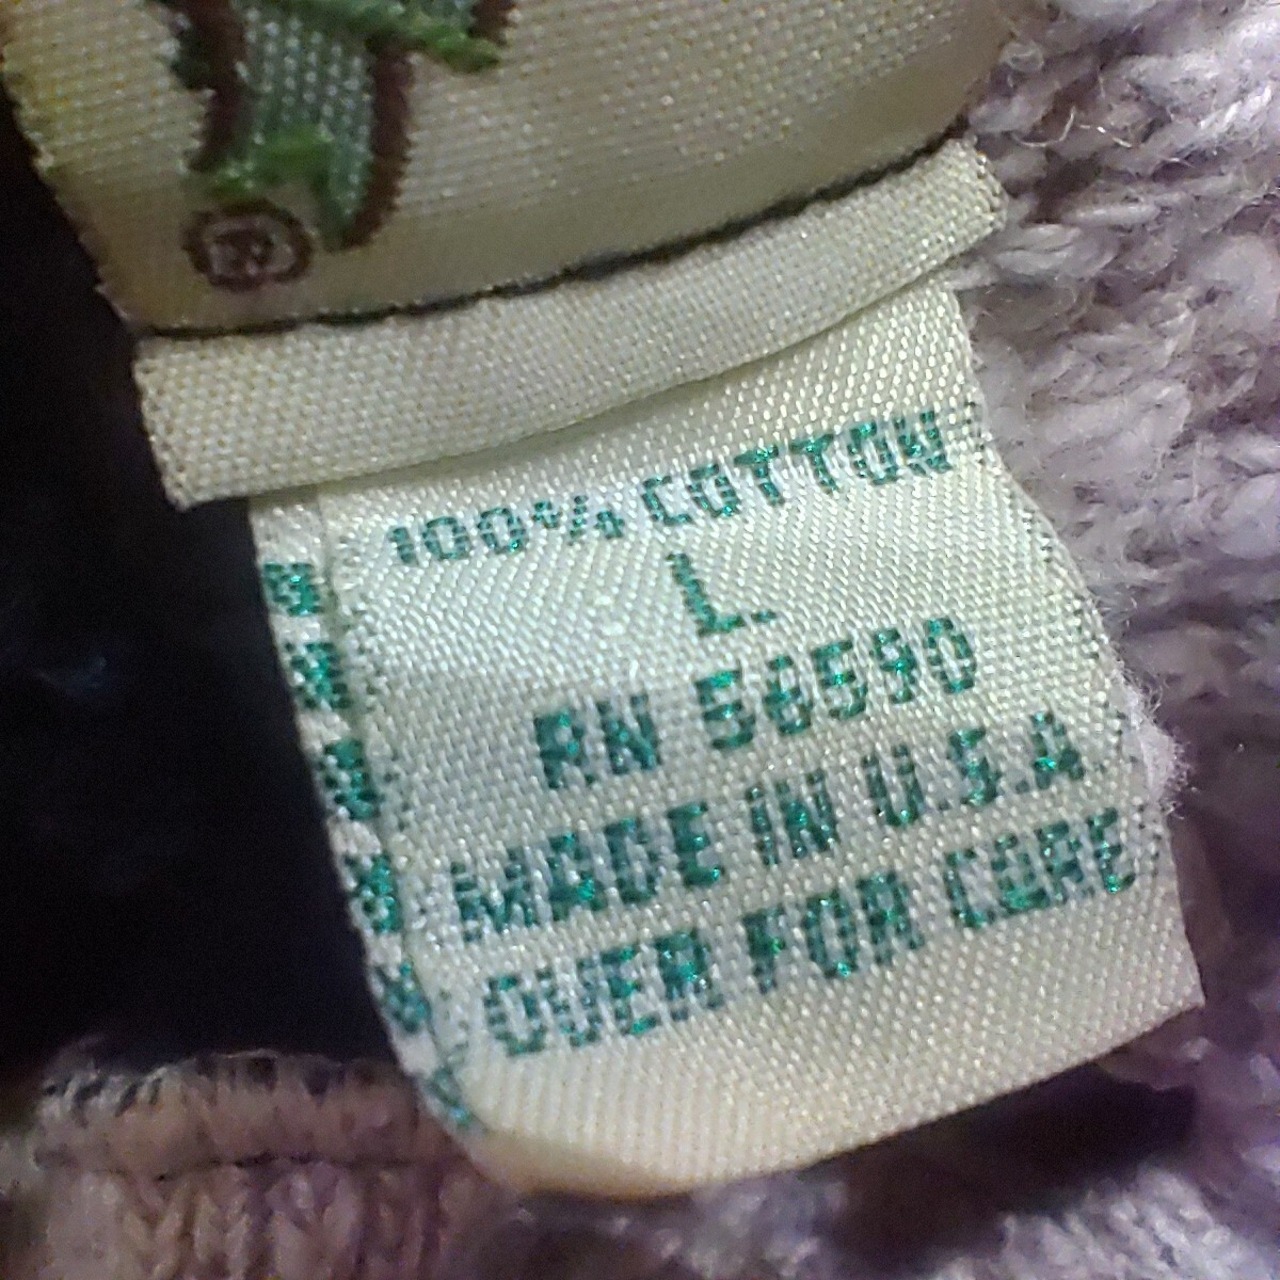 ®
100% COTTON
L.
RN 58590
MADE IN U.S.A.
OVER FOR CARE